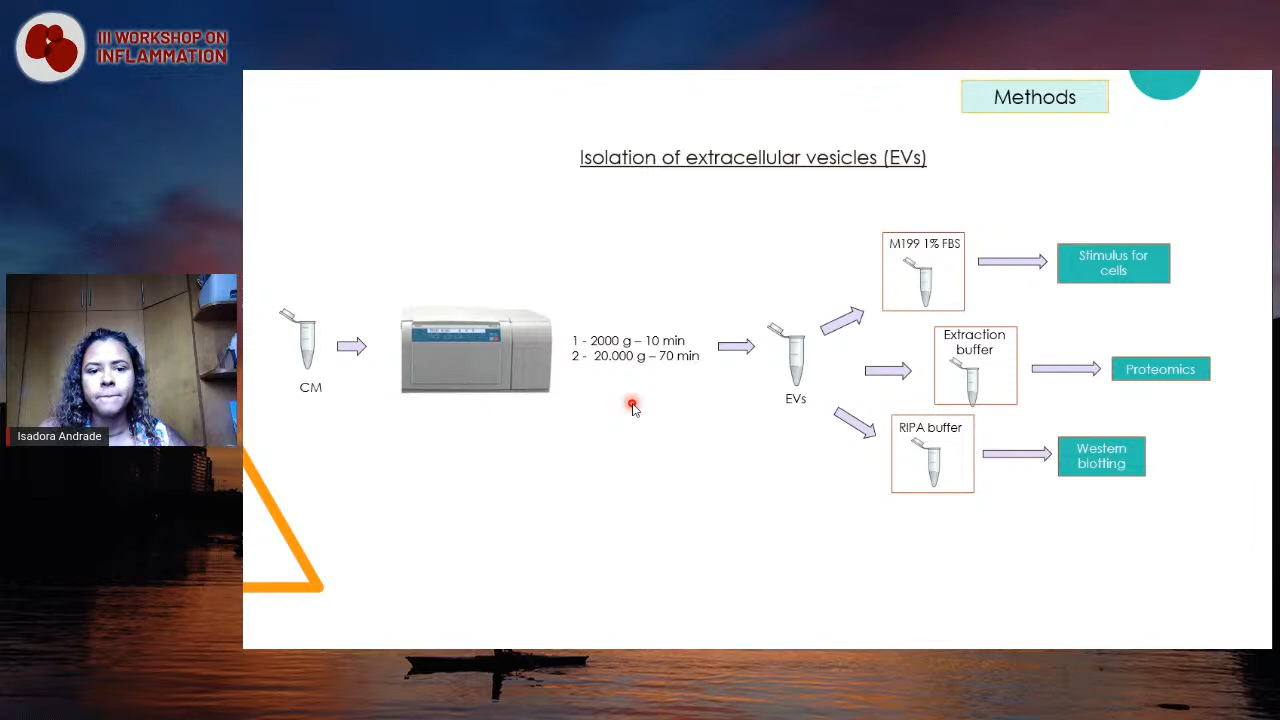 III WORKSHOP ON
INFLAMMATION
Methods
Isolation of extracellular vesicles (EVs)
M199 1% FBS
Stimulus for
cells
1 - 2000 g – 10 min
2 - 20.000 g – 70 min
CM
EVs
Extraction
buffer
Proteomics
RIPA buffer
Western
blotting
Isadora Andrade